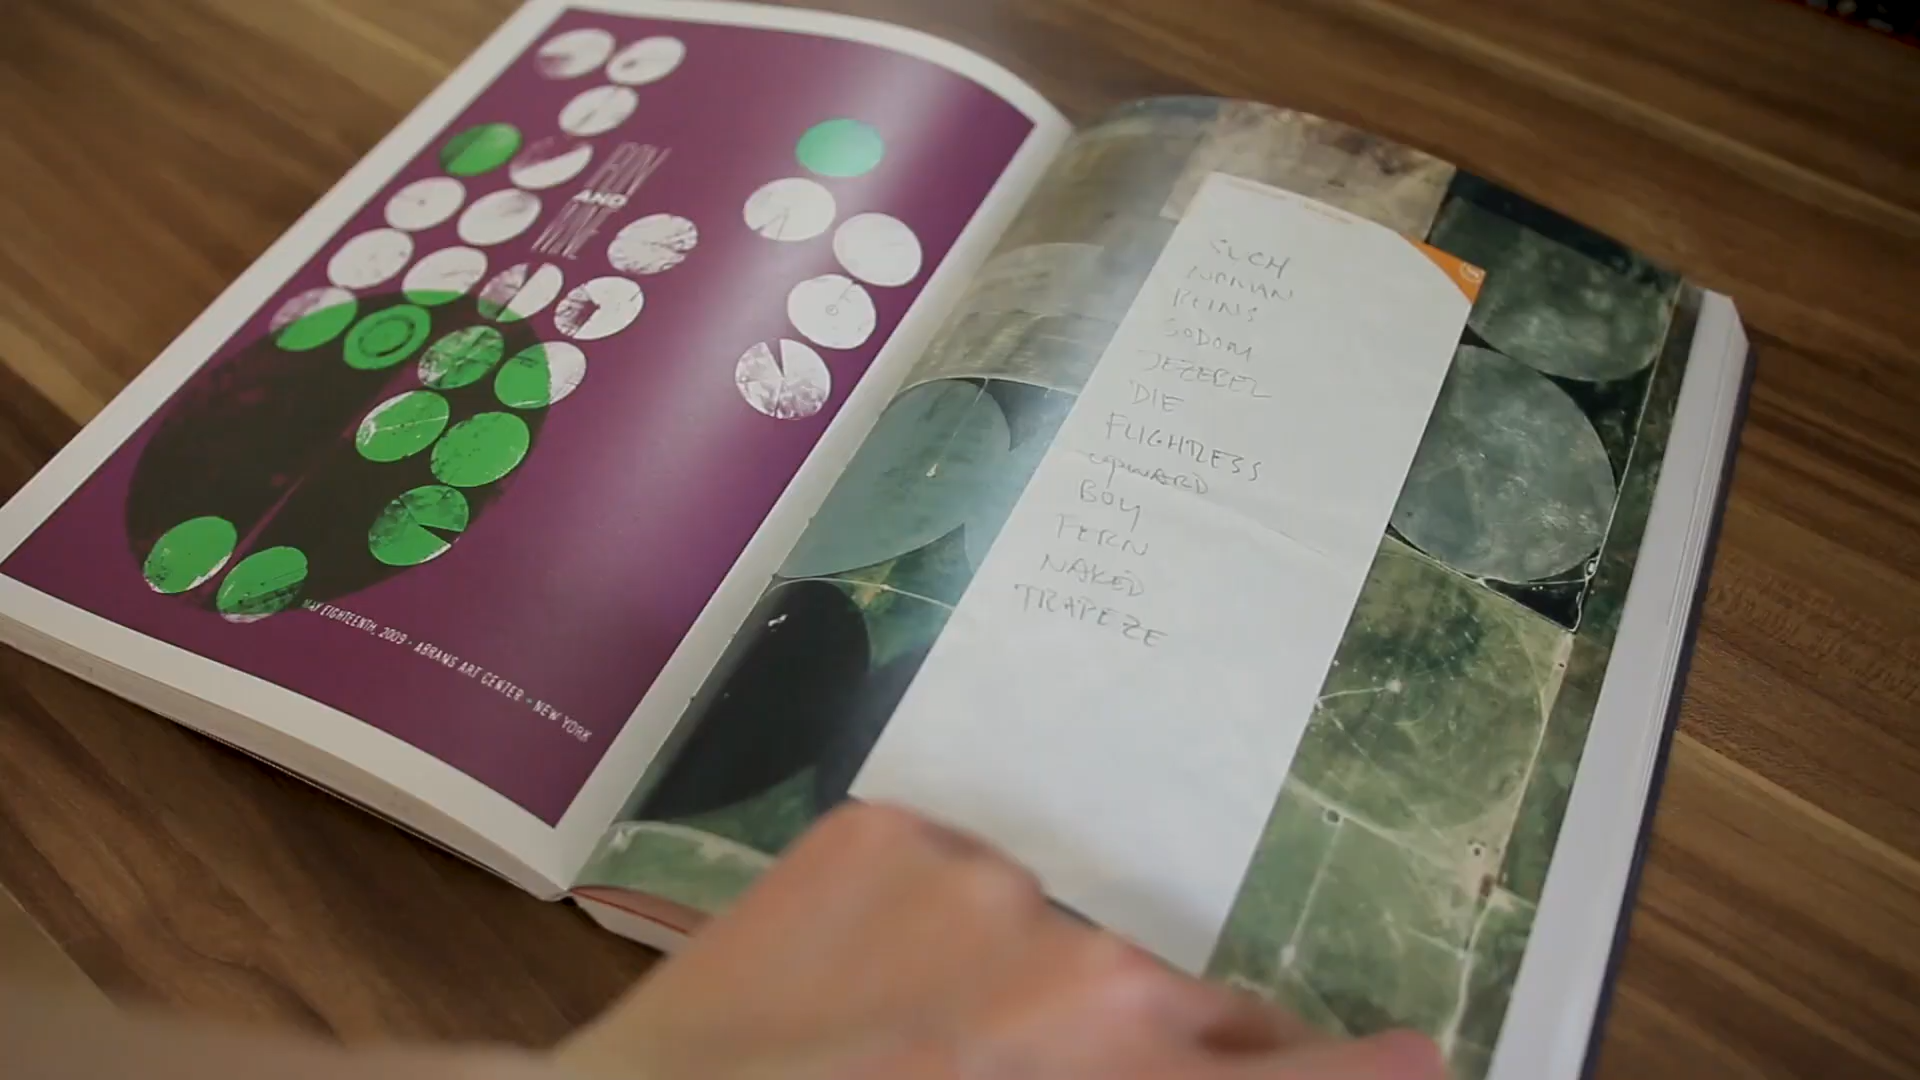 IRON
AND
WINE
MAY EIGHTEENTH, 2009 • ABRAMS ART CENTER • NEW YORK
SUCH
NORMAN
REINS
SODOM
JEZEBEL
DIE
FLIGHTLESS
UPWARD
BOY
FERN
NAKED
TRAPEZE